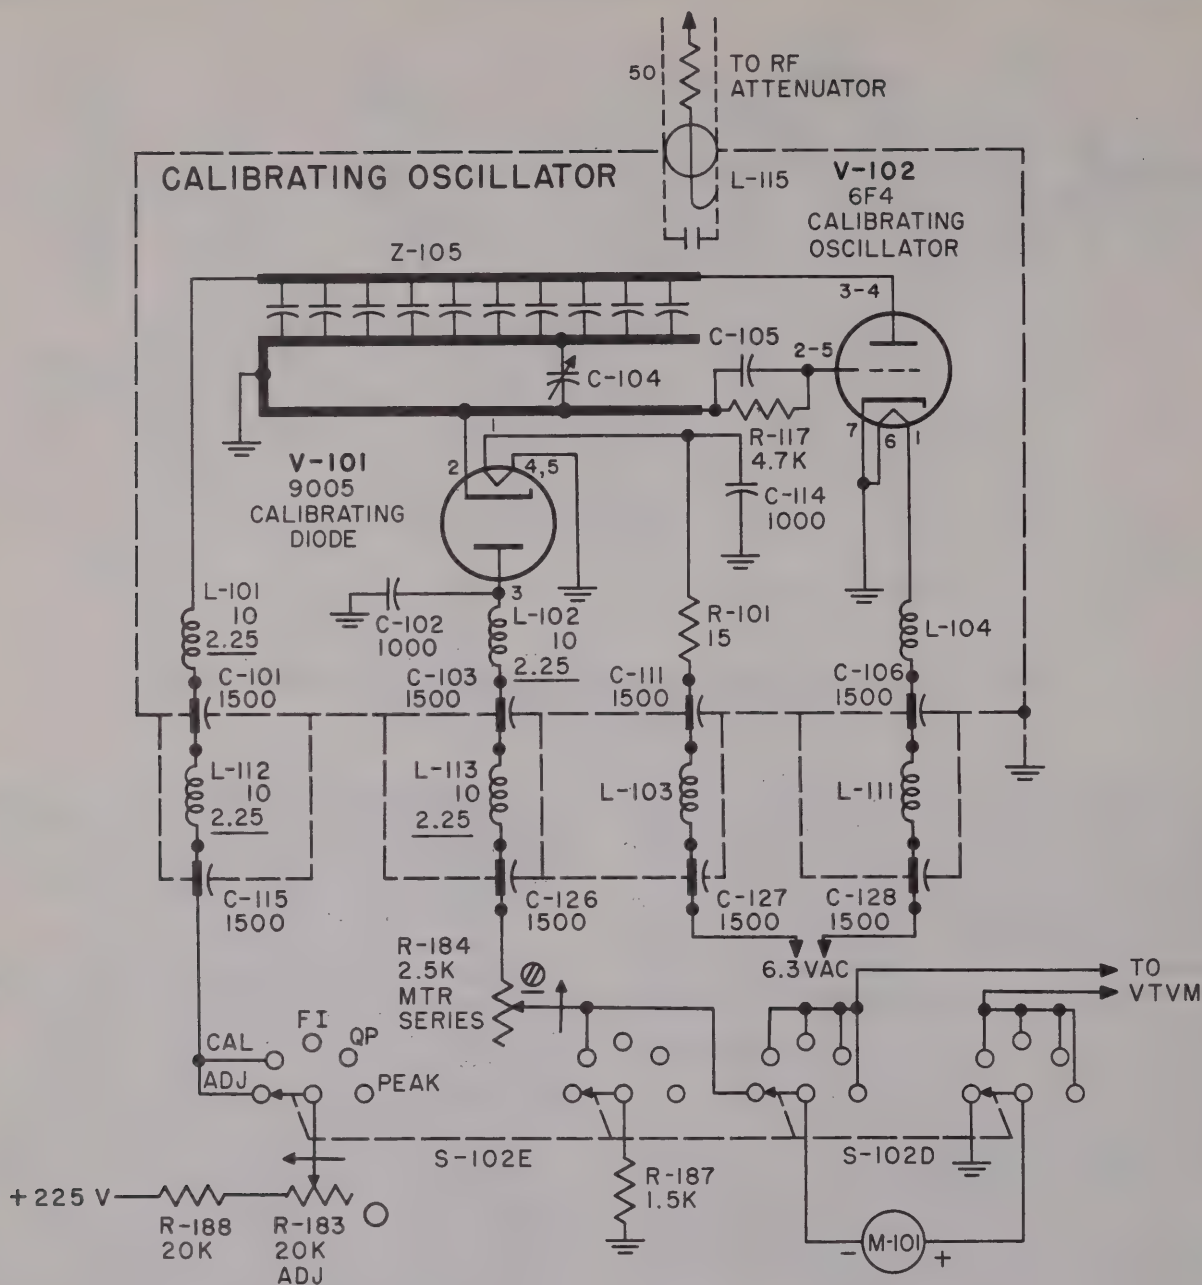 50
TO RF
ATTENUATOR
CALIBRATING OSCILLATOR
L-115
V-102
6F4
CALIBRATING
OSCILLATOR
Z-105
3-4
C-105
2-5
C-104
1
R-117
4.7K
7
6
1
V-101
9005
CALIBRATING
DIODE
2
4,5
C-114
1000
3
L-101
10
2.25
C-102
1000
L-102
10
2.25
R-101
15
L-104
C-101
1500
C-103
1500
C-111
1500
C-106
1500
L-112
10
2.25
L-113
10
2.25
L-103
L-111
C-115
1500
C-126
1500
C-127
1500
C-128
1500
R-184
2.5K
MTR
SERIES
6.3VAC
TO
VTVM
FI
CAL
QP
ADJ
PEAK
S-102E
S-102D
+225 V
R-188
20K
R-183
20K
ADJ
R-187
1.5K
- M-101 +